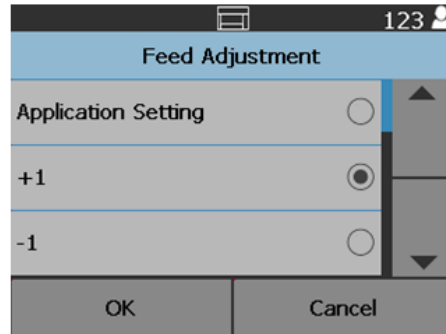 123
Feed Adjustment
Application Setting
+1
-1
OK
Cancel